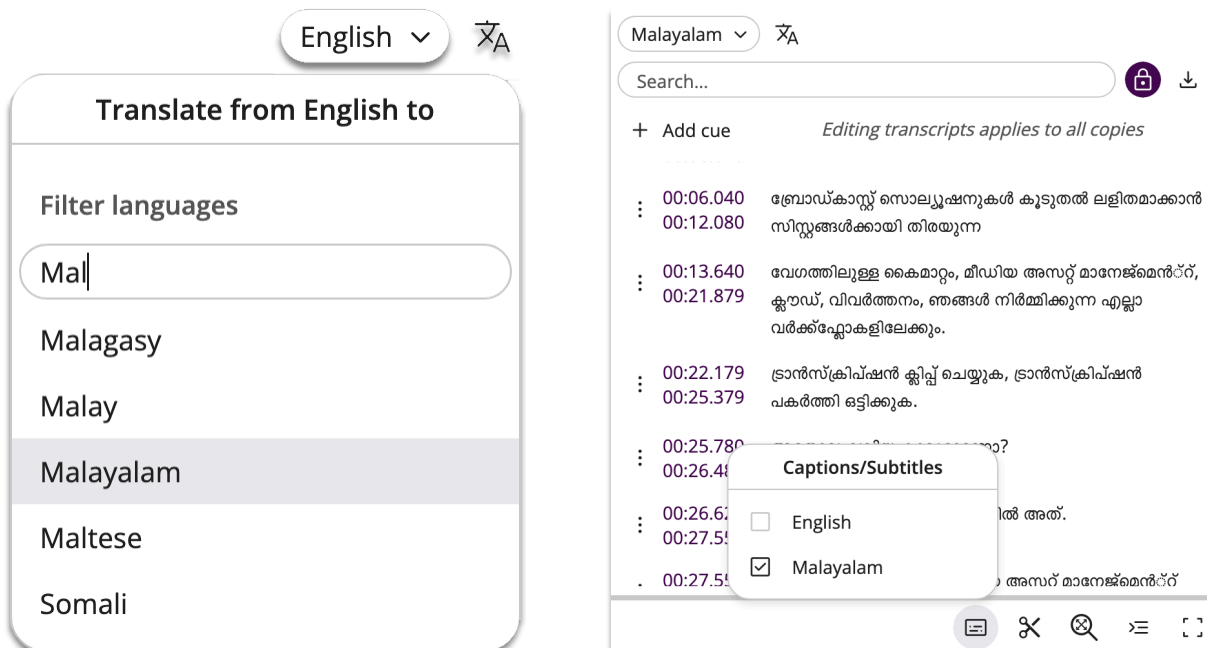 English
Translate from English to
Filter languages
Mal
Malagasy
Malay
Malayalam
Maltese
Somali
Malayalam
Search...
Add cue
Editing transcripts applies to all copies
00:06.040
00:12.080
ബ്രോഡ്കാസ്റ്റ് സൊല്യൂഷനുകൾ കൂടുതൽ ലളിതമാക്കാൻ
സിസ്റ്റങ്ങൾക്കായി തിരയുന്ന
00:13.640
00:21.879
വേഗത്തിലുള്ള കൈമാറ്റം, മീഡിയ അസറ്റ് മാനേജ്മെൻ്റ്,
ക്ലൗഡ്, വിവർത്തനം, ഞങ്ങൾ നിർമ്മിക്കുന്ന എല്ലാ
വർക്ക്ഫ്ലോകളിലേക്കും.
00:22.179
00:25.379
ട്രാൻസ്ക്രിപ്ഷൻ ക്ലിപ്പ് ചെയ്യുക, ട്രാൻസ്ക്രിപ്ഷൻ
പകർത്തി ഒട്ടിക്കുക.
00:25.780
അത്.
അസറ്റ് മാനേജ്മെൻ്റ്
Captions/Subtitles
English
Malayalam